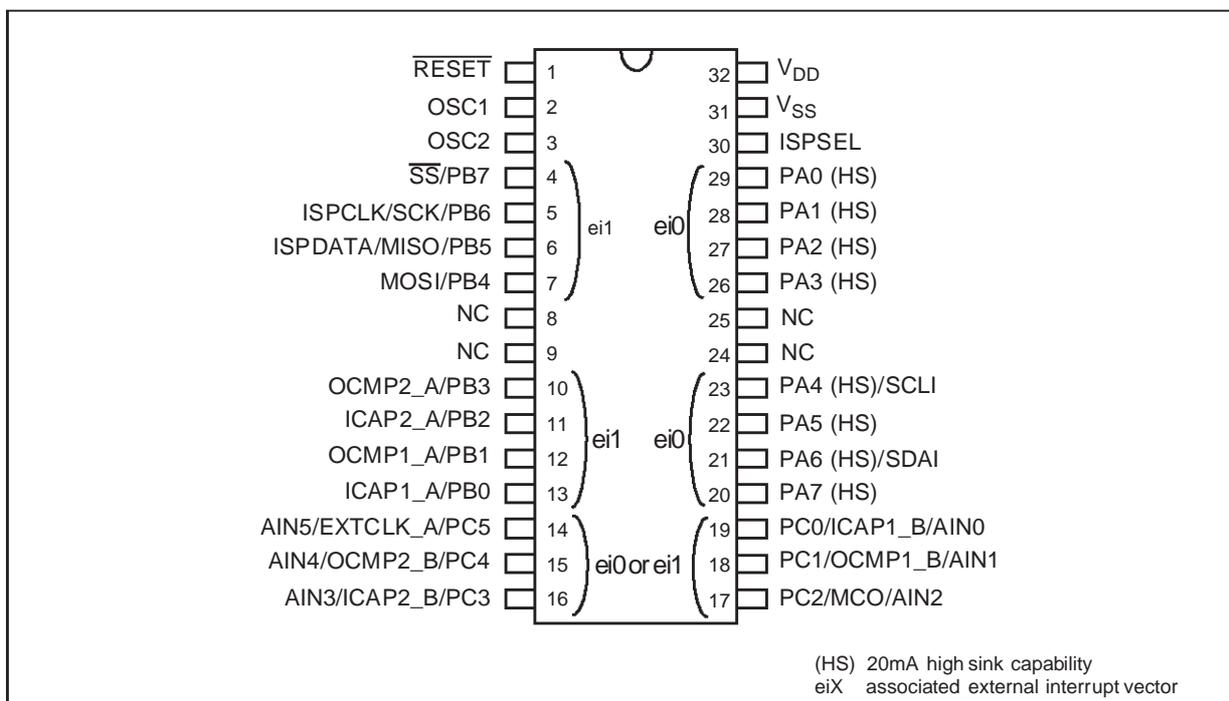 RESET 1 32 VDD
OSC1 2 31 VSS
OSC2 3 30 ISPSEL
SS/PB7 4 29 PA0 (HS)
ISPCLK/SCK/PB6 5 ei1 ei0 28 PA1 (HS)
ISPDATA/MISO/PB5 6 27 PA2 (HS)
MOSI/PB4 7 26 PA3 (HS)
NC 8 25 NC
NC 9 24 NC
OCMP2_A/PB3 10 23 PA4 (HS)/SCLI
ICAP2_A/PB2 11 ei1 ei0 22 PA5 (HS)
OCMP1_A/PB1 12 21 PA6 (HS)/SDAI
ICAP1_A/PB0 13 20 PA7 (HS)
AIN5/EXTCLK_A/PC5 14 19 PC0/ICAP1_B/AIN0
AIN4/OCMP2_B/PC4 15 ei0 or ei1 18 PC1/OCMP1_B/AIN1
AIN3/ICAP2_B/PC3 16 17 PC2/MCO/AIN2
(HS) 20mA high sink capability
eiX associated external interrupt vector